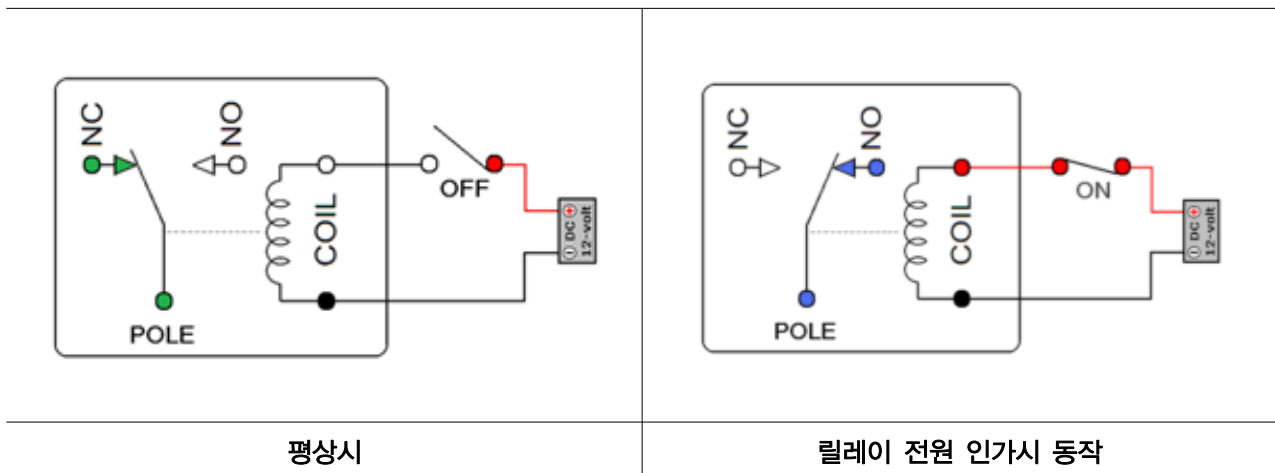 NC
NO
COIL
OFF
DC
12-volt
POLE
NC
NO
COIL
ON
DC
12-volt
POLE
평상시
릴레이 전원 인가시 동작